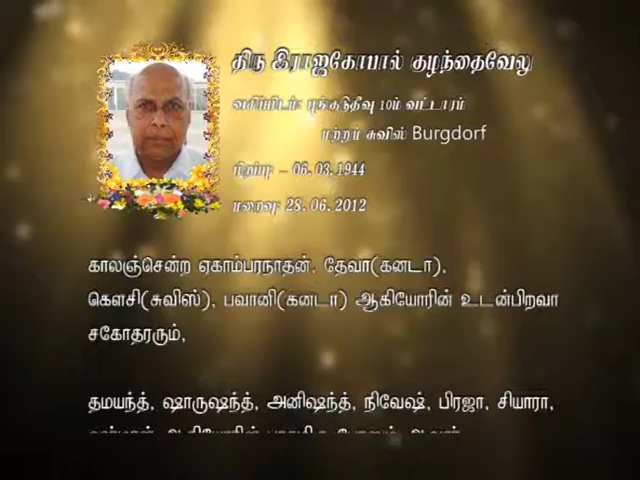 திரு இராஜகோபால் குழந்தைவேலு
வசிப்பிடம்: புங்குடுதீவு 10ம் வட்டாரம்
மற்றும் சுவிஸ் Burgdorf
பிறப்பு: - 06. 03. 1944
மறைவு: 28. 06. 2012
காலஞ்சென்ற ஏகாம்பரநாதன், தேவா(கனடா),
கௌசி(சுவிஸ்), பவானி(கனடா) ஆகியோரின் உடன்பிறவா
சகோதரரும்,
தமயந்த், ஷாருஷந்த், அனிஷந்த், நிவேஷ், பிரஜா, சியாரா,
ஆகியோரின்